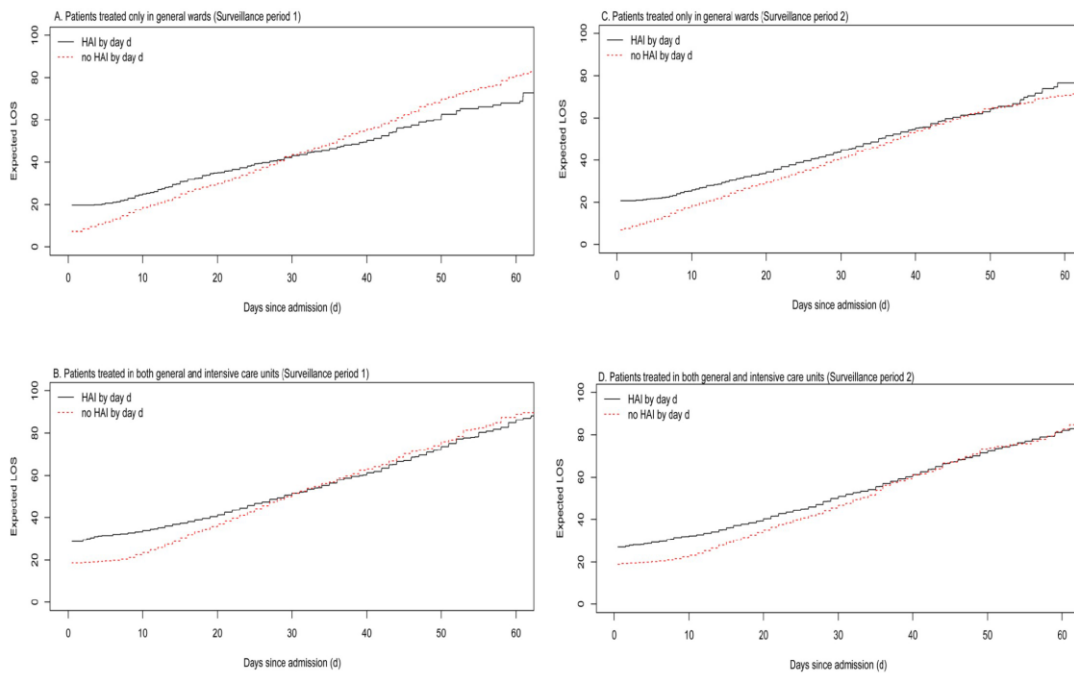 A. Patients treated only in general wards (Surveillance period 1)
HAI by day d
no HAI by day d
Expected LOS
0 20 40 60 80 100
0 10 20 30 40 50 60
Days since admission (d)
C. Patients treated only in general wards (Surveillance period 2)
HAI by day d
no HAI by day d
Expected LOS
0 20 40 60 80 100
0 10 20 30 40 50 60
Days since admission (d)
B. Patients treated in both general and intensive care units (Surveillance period 1)
HAI by day d
no HAI by day d
Expected LOS
0 20 40 60 80 100
0 10 20 30 40 50 60
Days since admission (d)
D. Patients treated in both general and intensive care units (Surveillance period 2)
HAI by day d
no HAI by day d
Expected LOS
0 20 40 60 80 100
0 10 20 30 40 50 60
Days since admission (d)